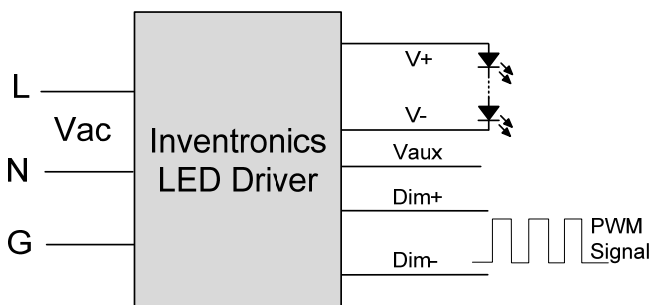 L
Vac
N
G
Inventronics
LED Driver
V+
V-
Vaux
Dim+
Dim-
PWM
Signal